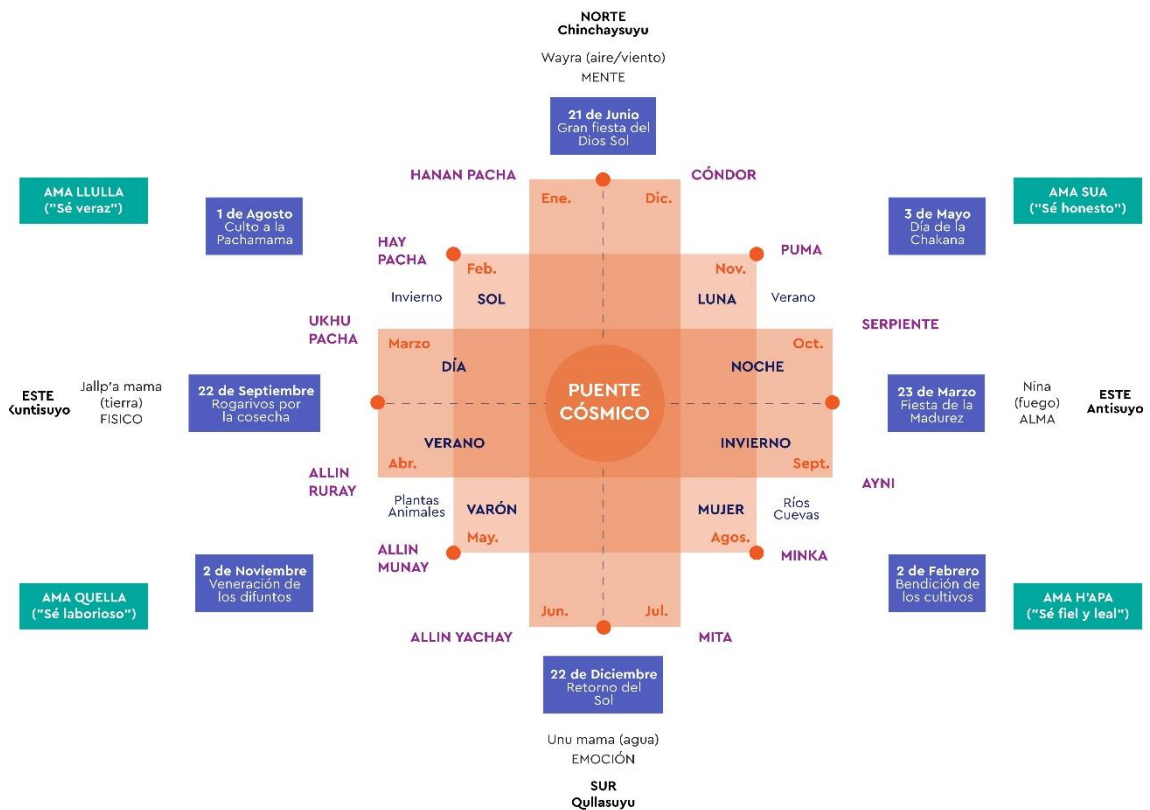 NORTE
Chinchaysuyu
Wayra (aire/viento)
MENTE
21 de Junio
Gran fiesta del
Dios Sol
HANAN PACHA
CÓNDOR
Ene.
Dic.
AMA LLULLA
("Sé veraz")
1 de Agosto
Culto a la
Pachamama
3 de Mayo
Día de la
Chakana
AMA SUA
("Sé honesto")
HAY
PACHA
PUMA
Feb.
Nov.
Invierno
SOL
LUNA
Verano
UKHU
PACHA
SERPIENTE
Marzo
Oct.
DÍA
NOCHE
ESTE
Kuntisuyo
Jallp'a mama
(tierra)
FISICO
22 de Septiembre
Rogarivos por
la cosecha
PUENTE
CÓSMICO
23 de Marzo
Fiesta de la
Madurez
Nina
(fuego)
ALMA
ESTE
Antisuyo
VERANO
INVIERNO
Abr.
Sept.
ALLIN
RURAY
AYNI
Plantas
Animales
VARÓN
MUJER
Ríos
Cuevas
May.
Agos.
ALLIN
MUNAY
MINKA
AMA QUELLA
("Sé laborioso")
2 de Noviembre
Veneración de
los difuntos
2 de Febrero
Bendición de
los cultivos
AMA H'APA
("Sé fiel y leal")
Jun.
Jul.
ALLIN YACHAY
MITA
22 de Diciembre
Retorno del
Sol
Unu mama (agua)
EMOCIÓN
SUR
Qullasuyu